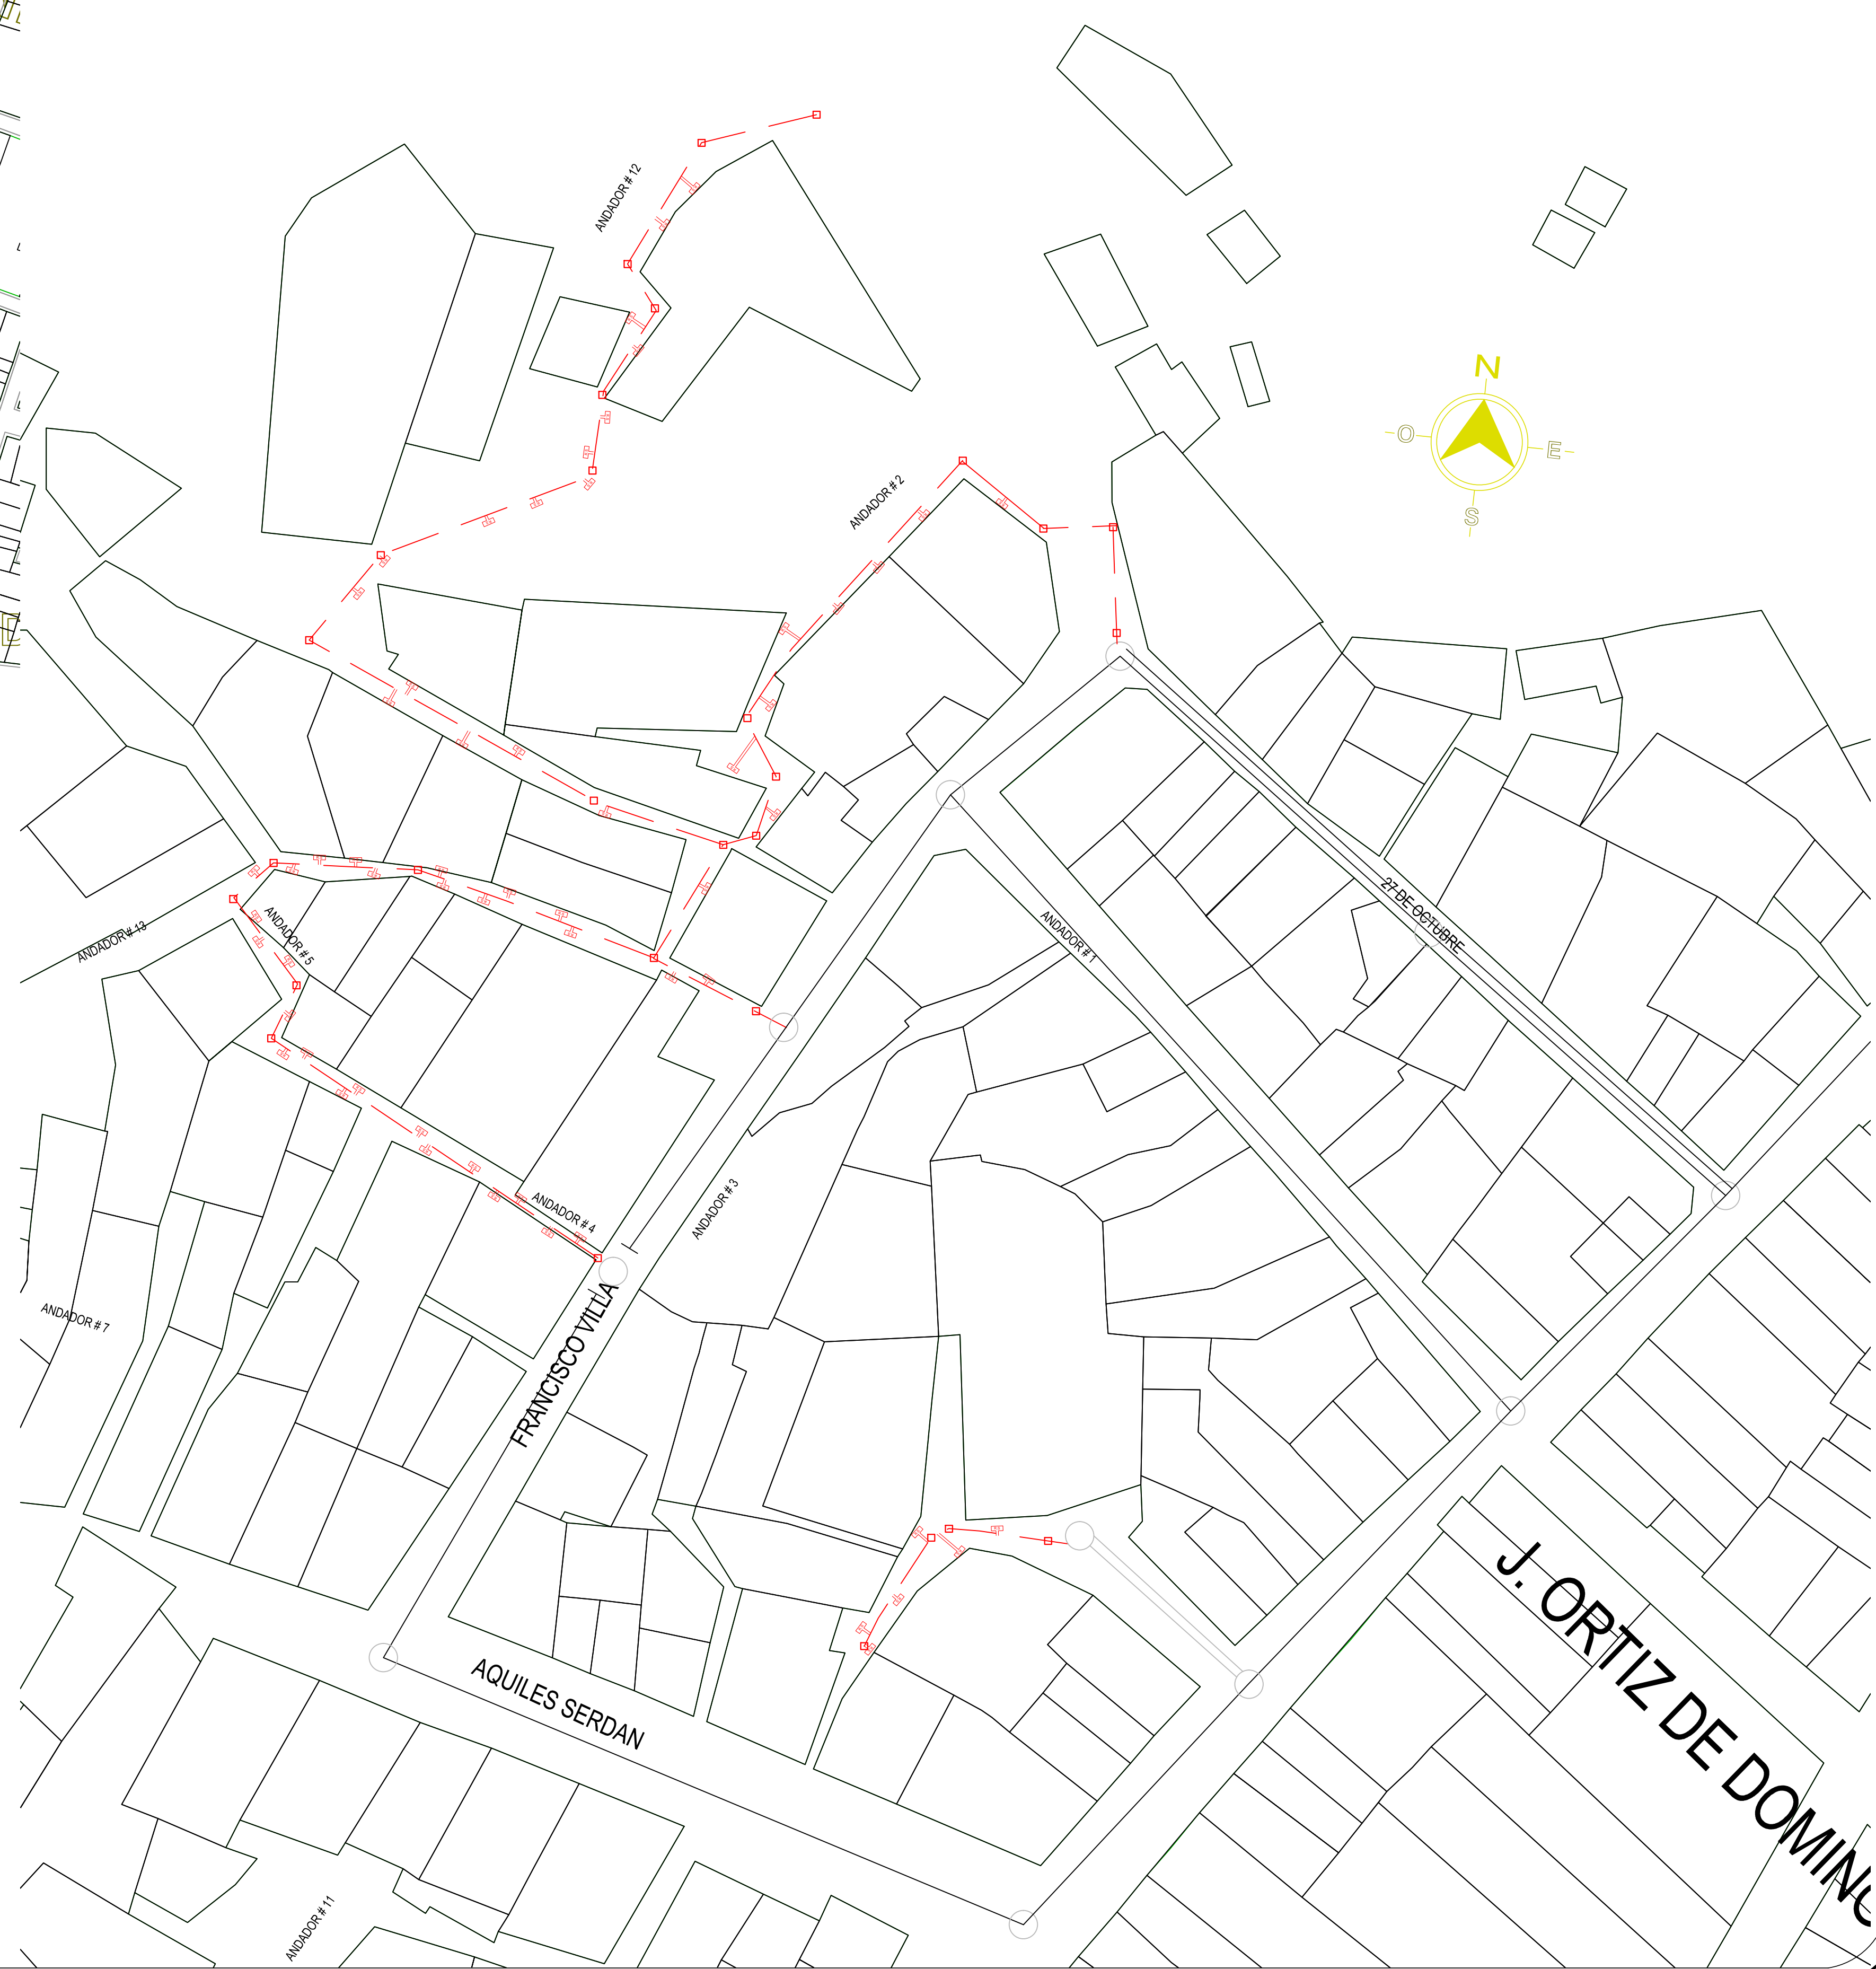 ANDADOR # 12
N
O
E
S
ANDADOR # 2
27 DE OCTUBRE
ANDADOR # 5
ANDADOR # 13
ANDADOR # 1
ANDADOR # 4
ANDADOR # 3
ANDADOR # 7
FRANCISCO VILLA
J. ORTIZ DE DOMING
AQUILES SERDAN
ANDADOR # 11